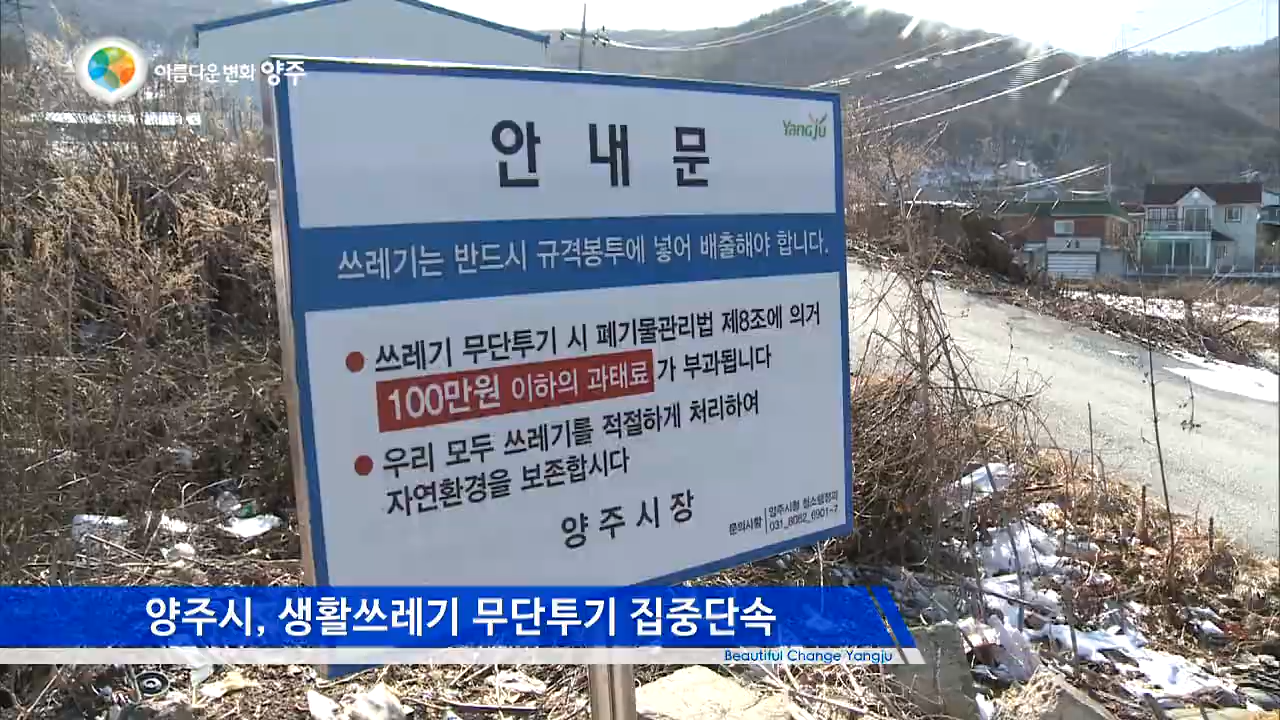 아름다운 변화 양주
YangJu
안내문
쓰레기는 반드시 규격봉투에 넣어 배출해야 합니다.
쓰레기 무단투기 시 폐기물관리법 제8조에 의거
100만원 이하의 과태료가 부과됩니다
우리 모두 쓰레기를 적절하게 처리하여
자연환경을 보존합시다
양주시장
문의사항
양주시청 청소행정과
031_8082_6901~7
양주시, 생활쓰레기 무단투기 집중단속
Beautiful Change Yangju